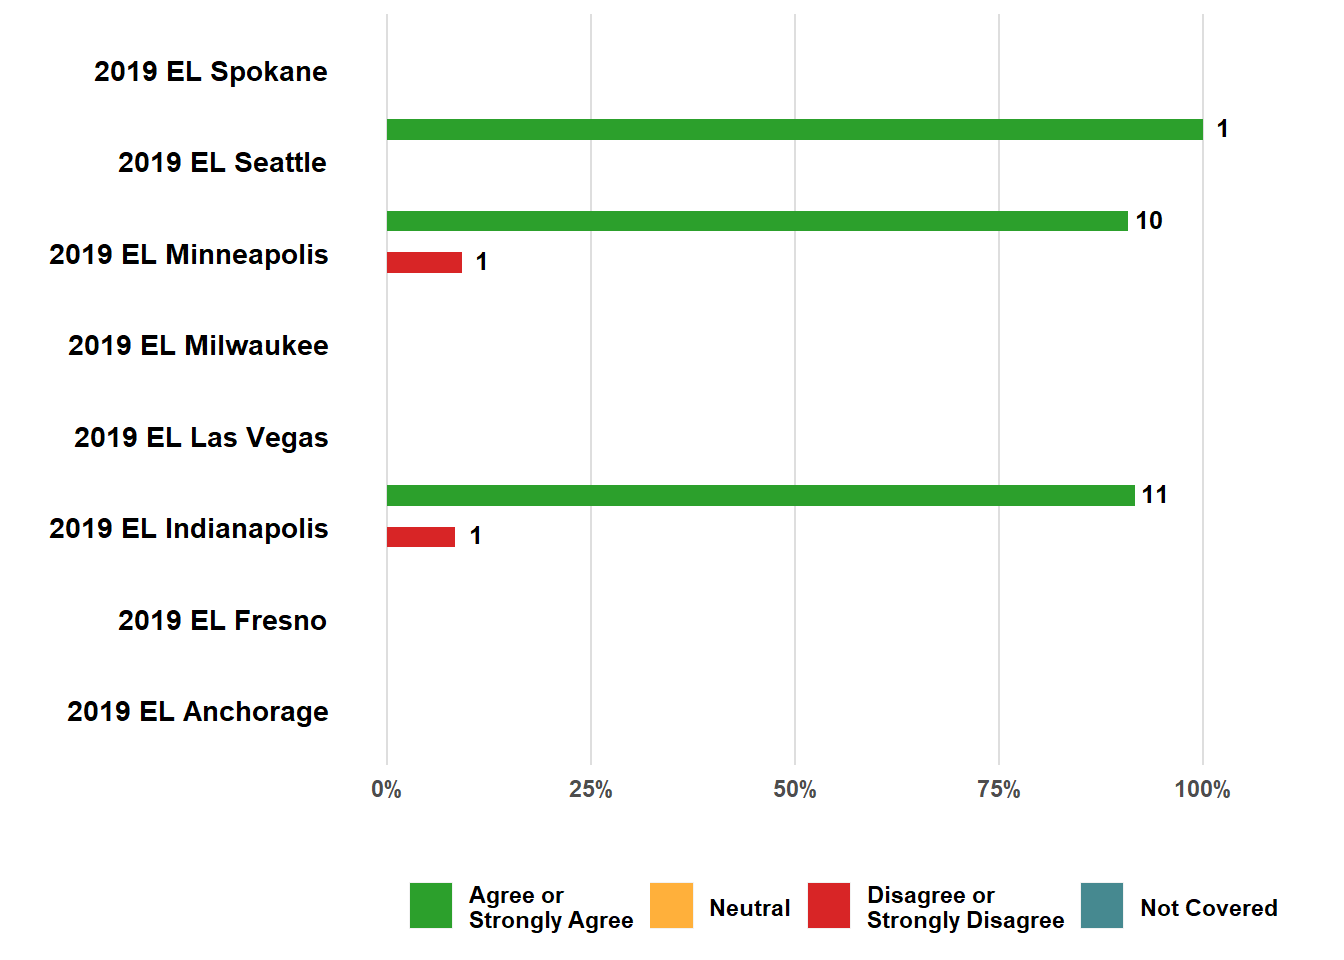 2019 EL Spokane
1
2019 EL Seattle
10
2019 EL Minneapolis
1
2019 EL Milwaukee
2019 EL Las Vegas
11
2019 EL Indianapolis
1
2019 EL Fresno
2019 EL Anchorage
0% 25% 50% 75% 100%
Agree or
Strongly Agree
Neutral
Disagree or
Strongly Disagree
Not Covered